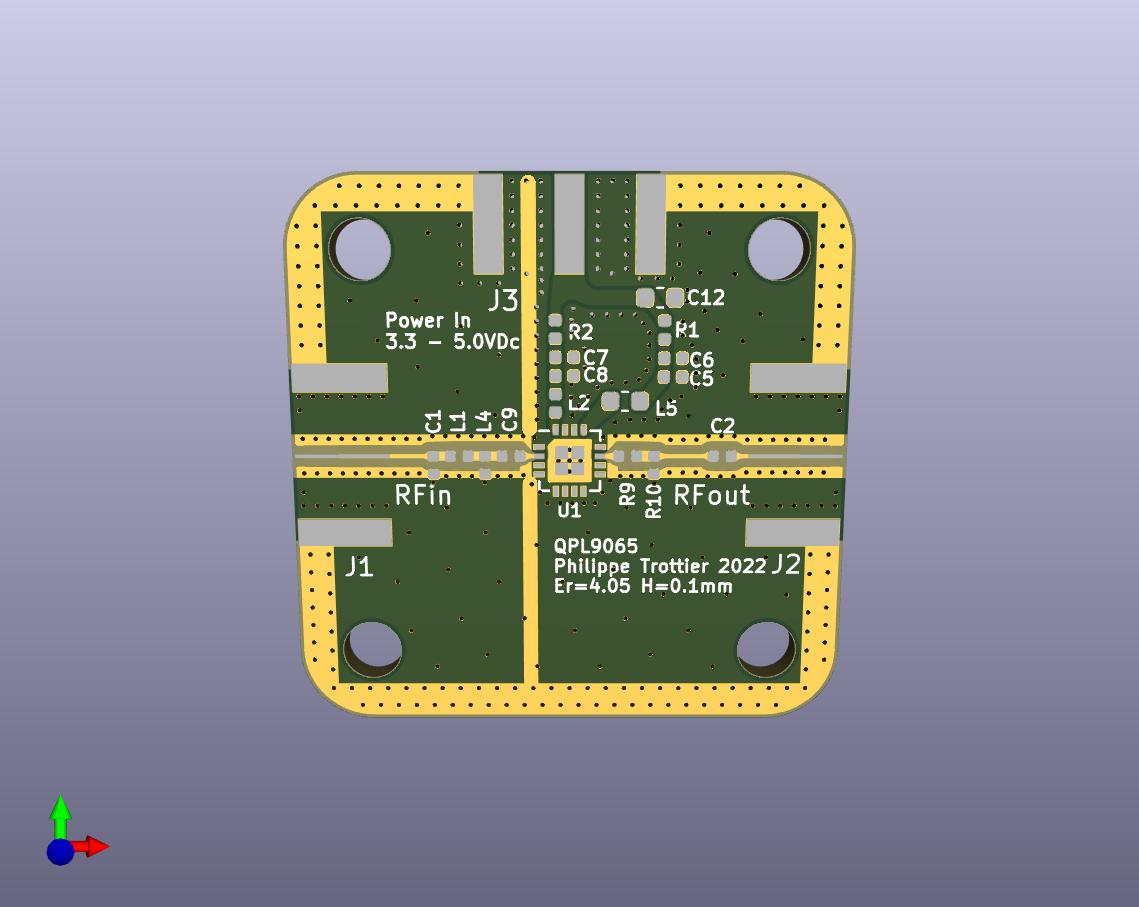 J3
C12
Power In
3.3 - 5.0VDc
R2
R1
C7
C6
C8
C5
L2
L5
C1
L1
L4
C9
C2
RFin
R9
R10
RFout
U1
QPL9065
Philippe Trottier 2022
Er=4.05 H=0.1mm
J1
J2